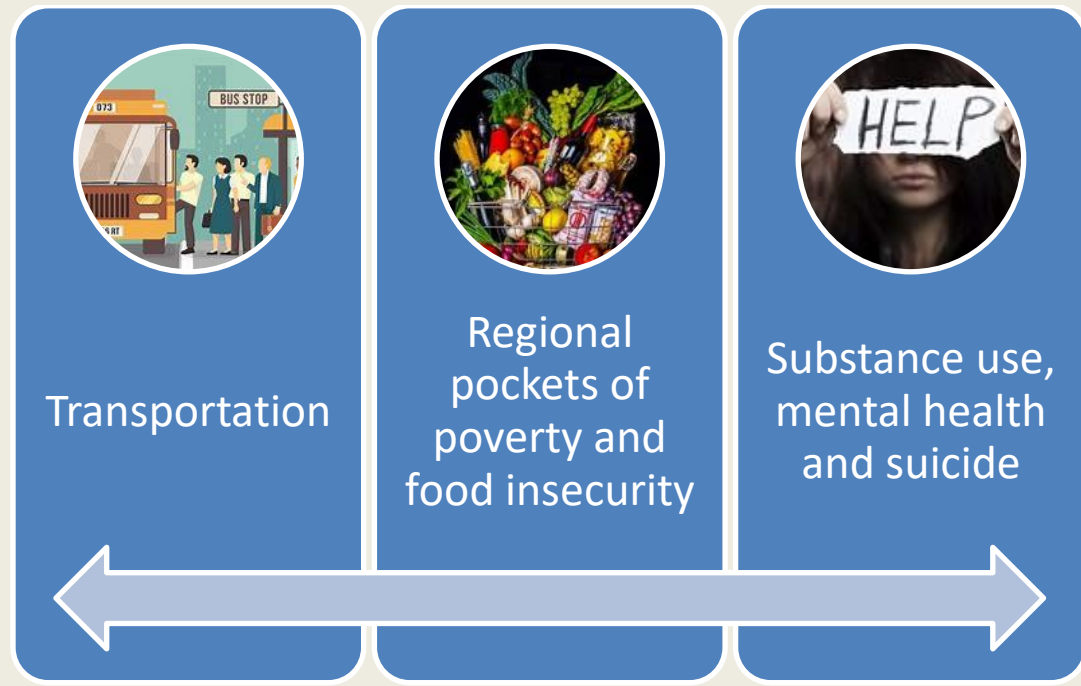 073
BUS STOP
HELP
Transportation
Regional
pockets of
poverty and
food insecurity
Substance use,
mental health
and suicide